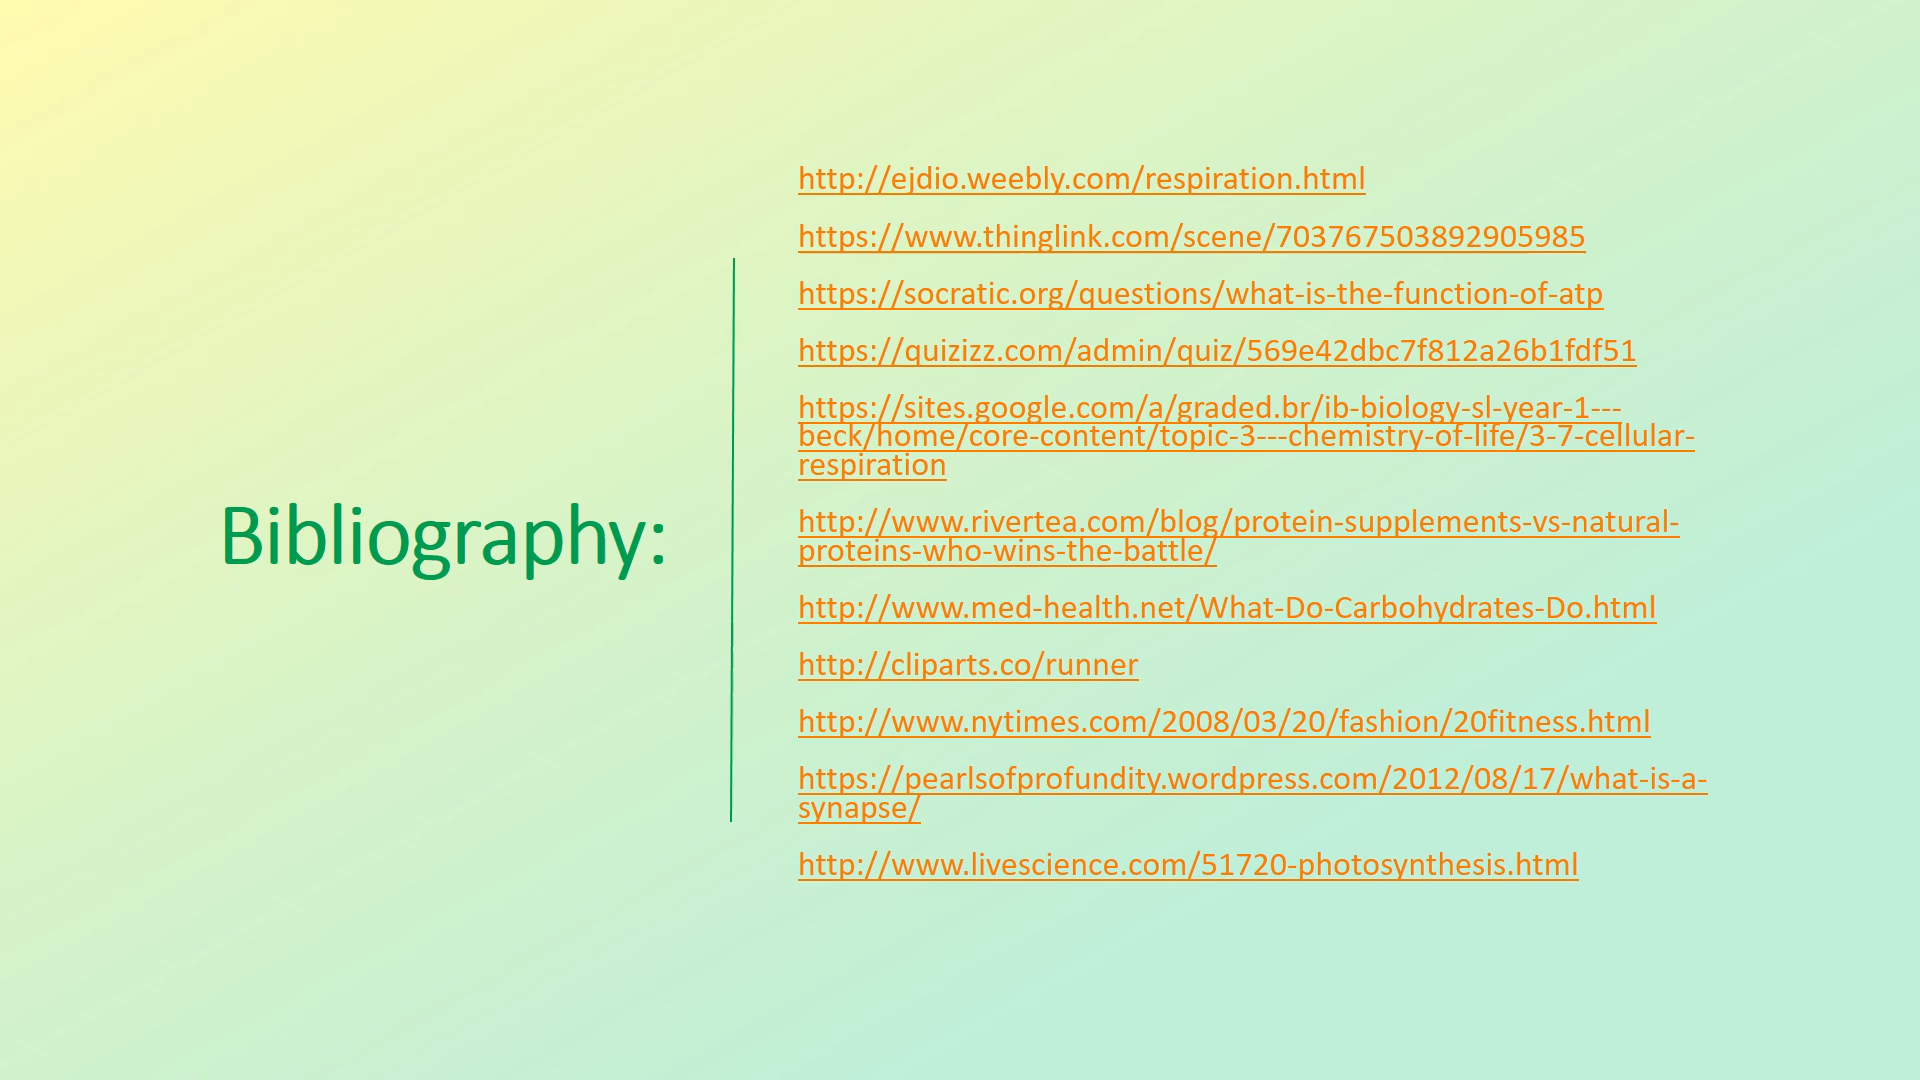 Bibliography:
http://ejdio.weebly.com/respiration.html
https://www.thinglink.com/scene/703767503892905985
https://socratic.org/questions/what-is-the-function-of-atp
https://quizizz.com/admin/quiz/569e42dbc7f812a26b1fdf51
https://sites.google.com/a/graded.br/ib-biology-sl-year-1---
beck/home/core-content/topic-3---chemistry-of-life/3-7-cellular-
respiration
http://www.rivertea.com/blog/protein-supplements-vs-natural-
proteins-who-wins-the-battle/
http://www.med-health.net/What-Do-Carbohydrates-Do.html
http://cliparts.co/runner
http://www.nytimes.com/2008/03/20/fashion/20fitness.html
https://pearlsofprofundity.wordpress.com/2012/08/17/what-is-a-
synapse/
http://www.livescience.com/51720-photosynthesis.html